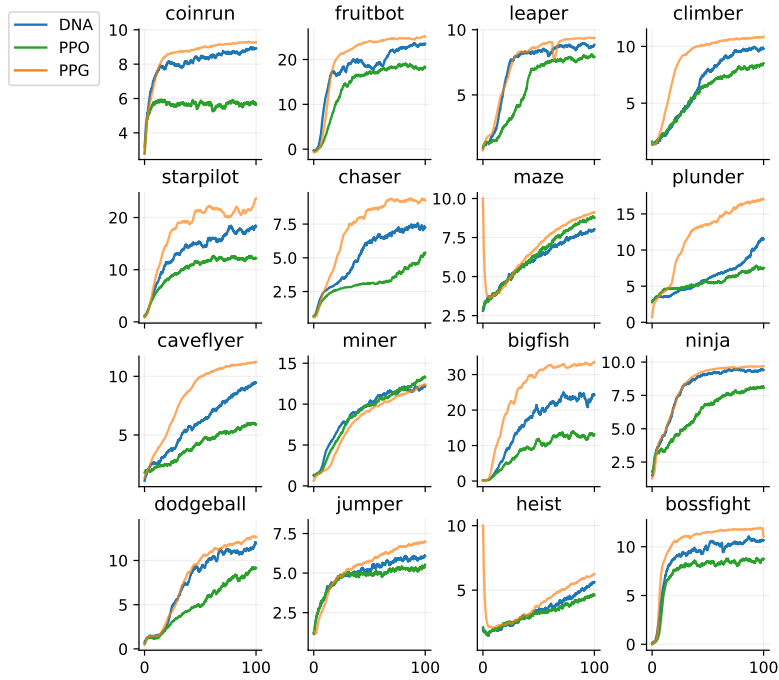 DNA
PPO
PPG
coinrun
fruitbot
leaper
climber
10
8
6
4
20
10
0
10
5
10
5
starpilot
chaser
maze
plunder
20
10
0
7.5
5.0
2.5
10.0
7.5
5.0
2.5
15
10
5
0
caveflyer
miner
bigfish
ninja
10
5
15
10
5
0
30
20
10
0
10.0
7.5
5.0
2.5
dodgeball
jumper
heist
bossfight
10
5
0
7.5
5.0
2.5
10
5
10
5
0
0 100
0 100
0 100
0 100